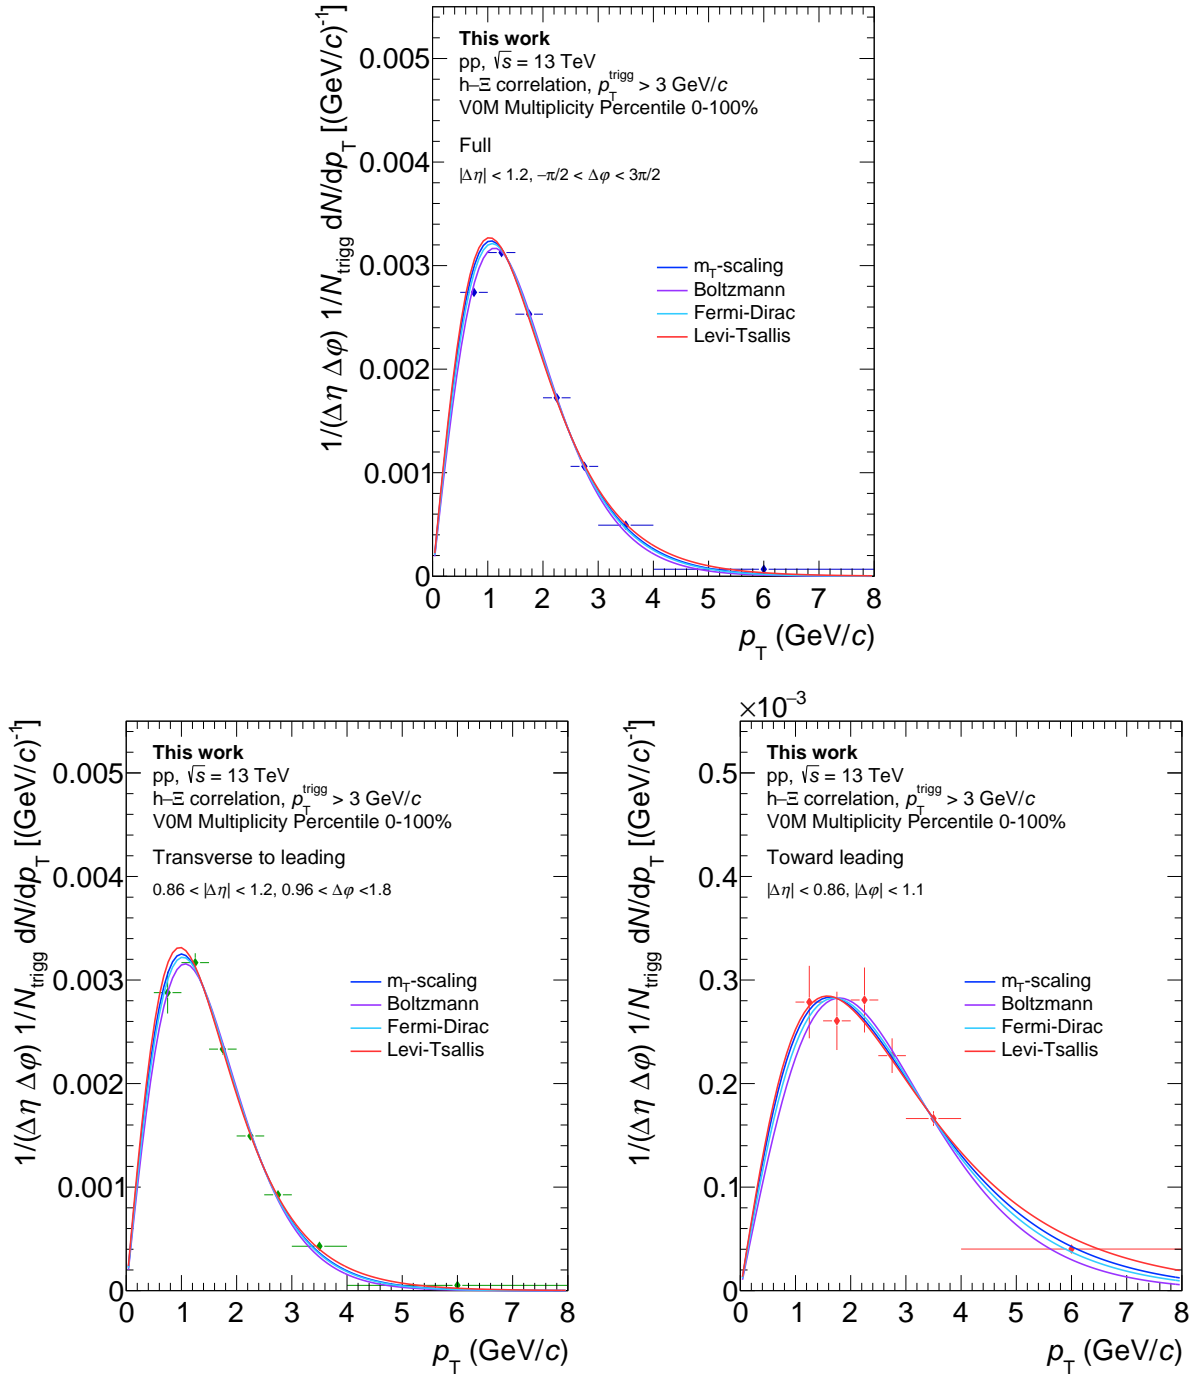 1/(Δη Δφ) 1/N_trigg dN/dp_T [(GeV/c)^-1]
0.005
0.004
0.003
0.002
0.001
0
This work
pp, √s = 13 TeV
h–Ξ correlation, p_T^trigg > 3 GeV/c
V0M Multiplicity Percentile 0-100%
Full
|Δη| < 1.2, −π/2 < Δφ < 3π/2
m_T-scaling
Boltzmann
Fermi-Dirac
Levi-Tsallis
0 1 2 3 4 5 6 7 8
p_T (GeV/c)
1/(Δη Δφ) 1/N_trigg dN/dp_T [(GeV/c)^-1]
0.005
0.004
0.003
0.002
0.001
0
This work
pp, √s = 13 TeV
h–Ξ correlation, p_T^trigg > 3 GeV/c
V0M Multiplicity Percentile 0-100%
Transverse to leading
0.86 < |Δη| < 1.2, 0.96 < Δφ <1.8
m_T-scaling
Boltzmann
Fermi-Dirac
Levi-Tsallis
0 1 2 3 4 5 6 7 8
p_T (GeV/c)
×10^−3
1/(Δη Δφ) 1/N_trigg dN/dp_T [(GeV/c)^-1]
0.5
0.4
0.3
0.2
0.1
0
This work
pp, √s = 13 TeV
h–Ξ correlation, p_T^trigg > 3 GeV/c
V0M Multiplicity Percentile 0-100%
Toward leading
|Δη| < 0.86, |Δφ| < 1.1
m_T-scaling
Boltzmann
Fermi-Dirac
Levi-Tsallis
0 1 2 3 4 5 6 7 8
p_T (GeV/c)